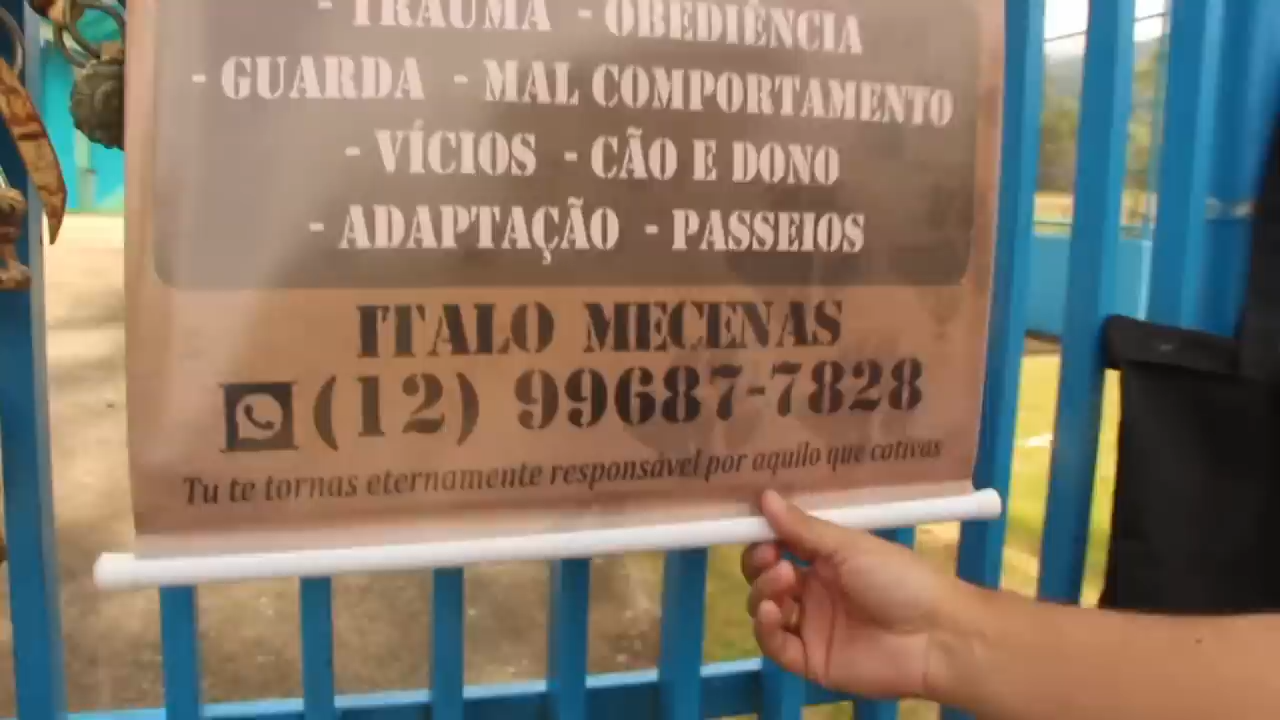 - TRAUMA - OBEDIÊNCIA
- GUARDA - MAL COMPORTAMENTO
- VÍCIOS - CÃO E DONO
- ADAPTAÇÃO - PASSEIOS
ITALO MECENAS
(12) 99687-7828
Tu te tornas eternamente responsável por aquilo que cativas